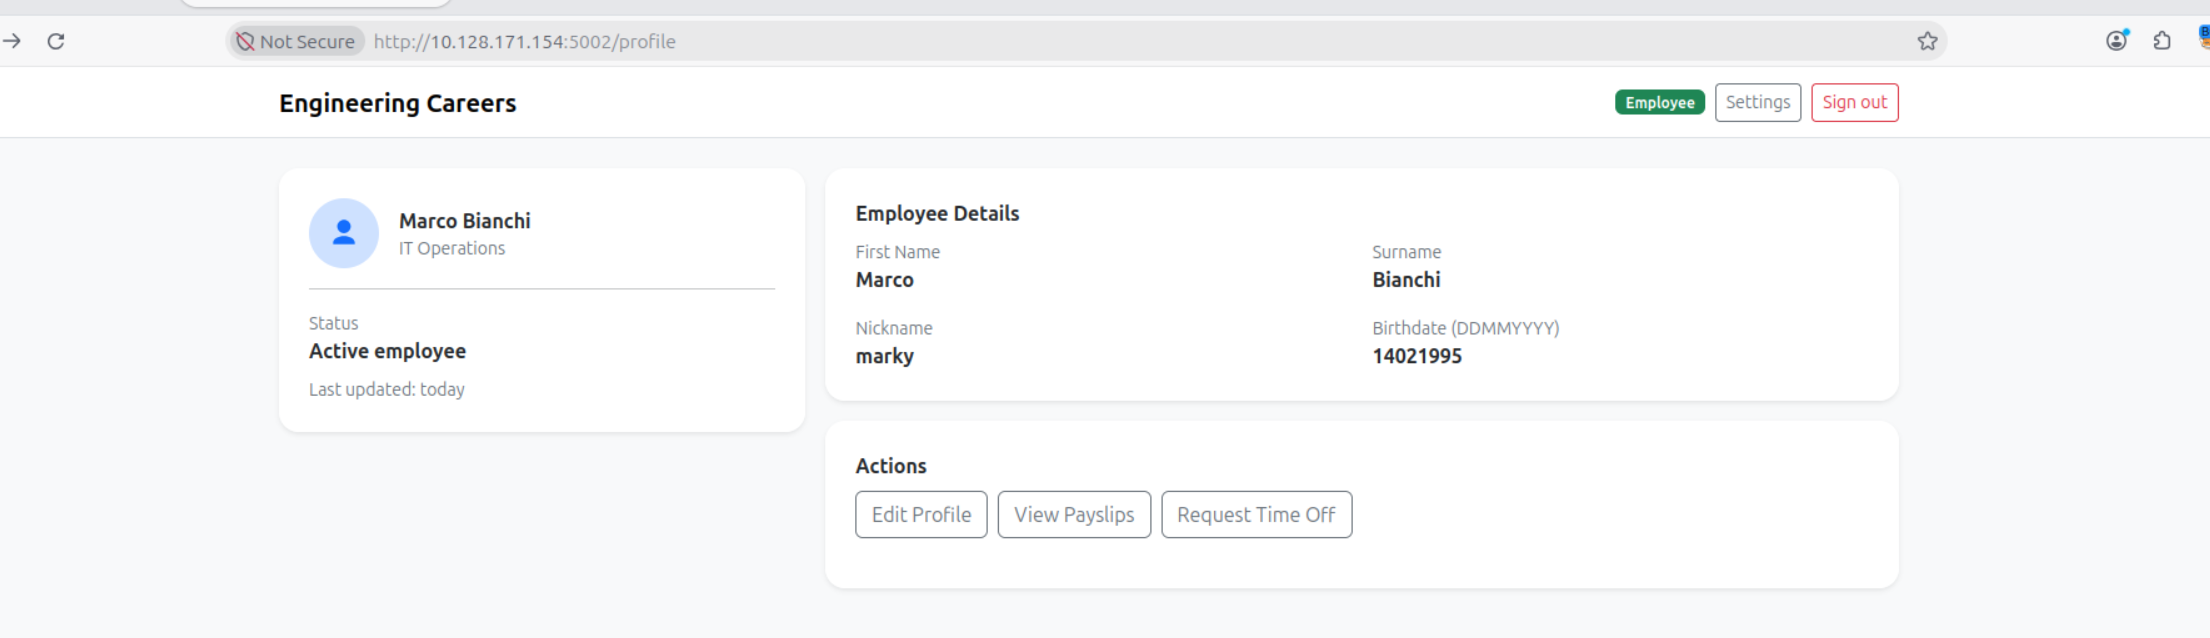 Not Secure http://10.128.171.154:5002/profile
Engineering Careers
Employee Settings Sign out
Marco Bianchi
IT Operations
Status
Active employee
Last updated: today
Employee Details
First Name Surname
Marco Bianchi
Nickname Birthdate (DDMMYYYY)
marky 14021995
Actions
Edit Profile View Payslips Request Time Off